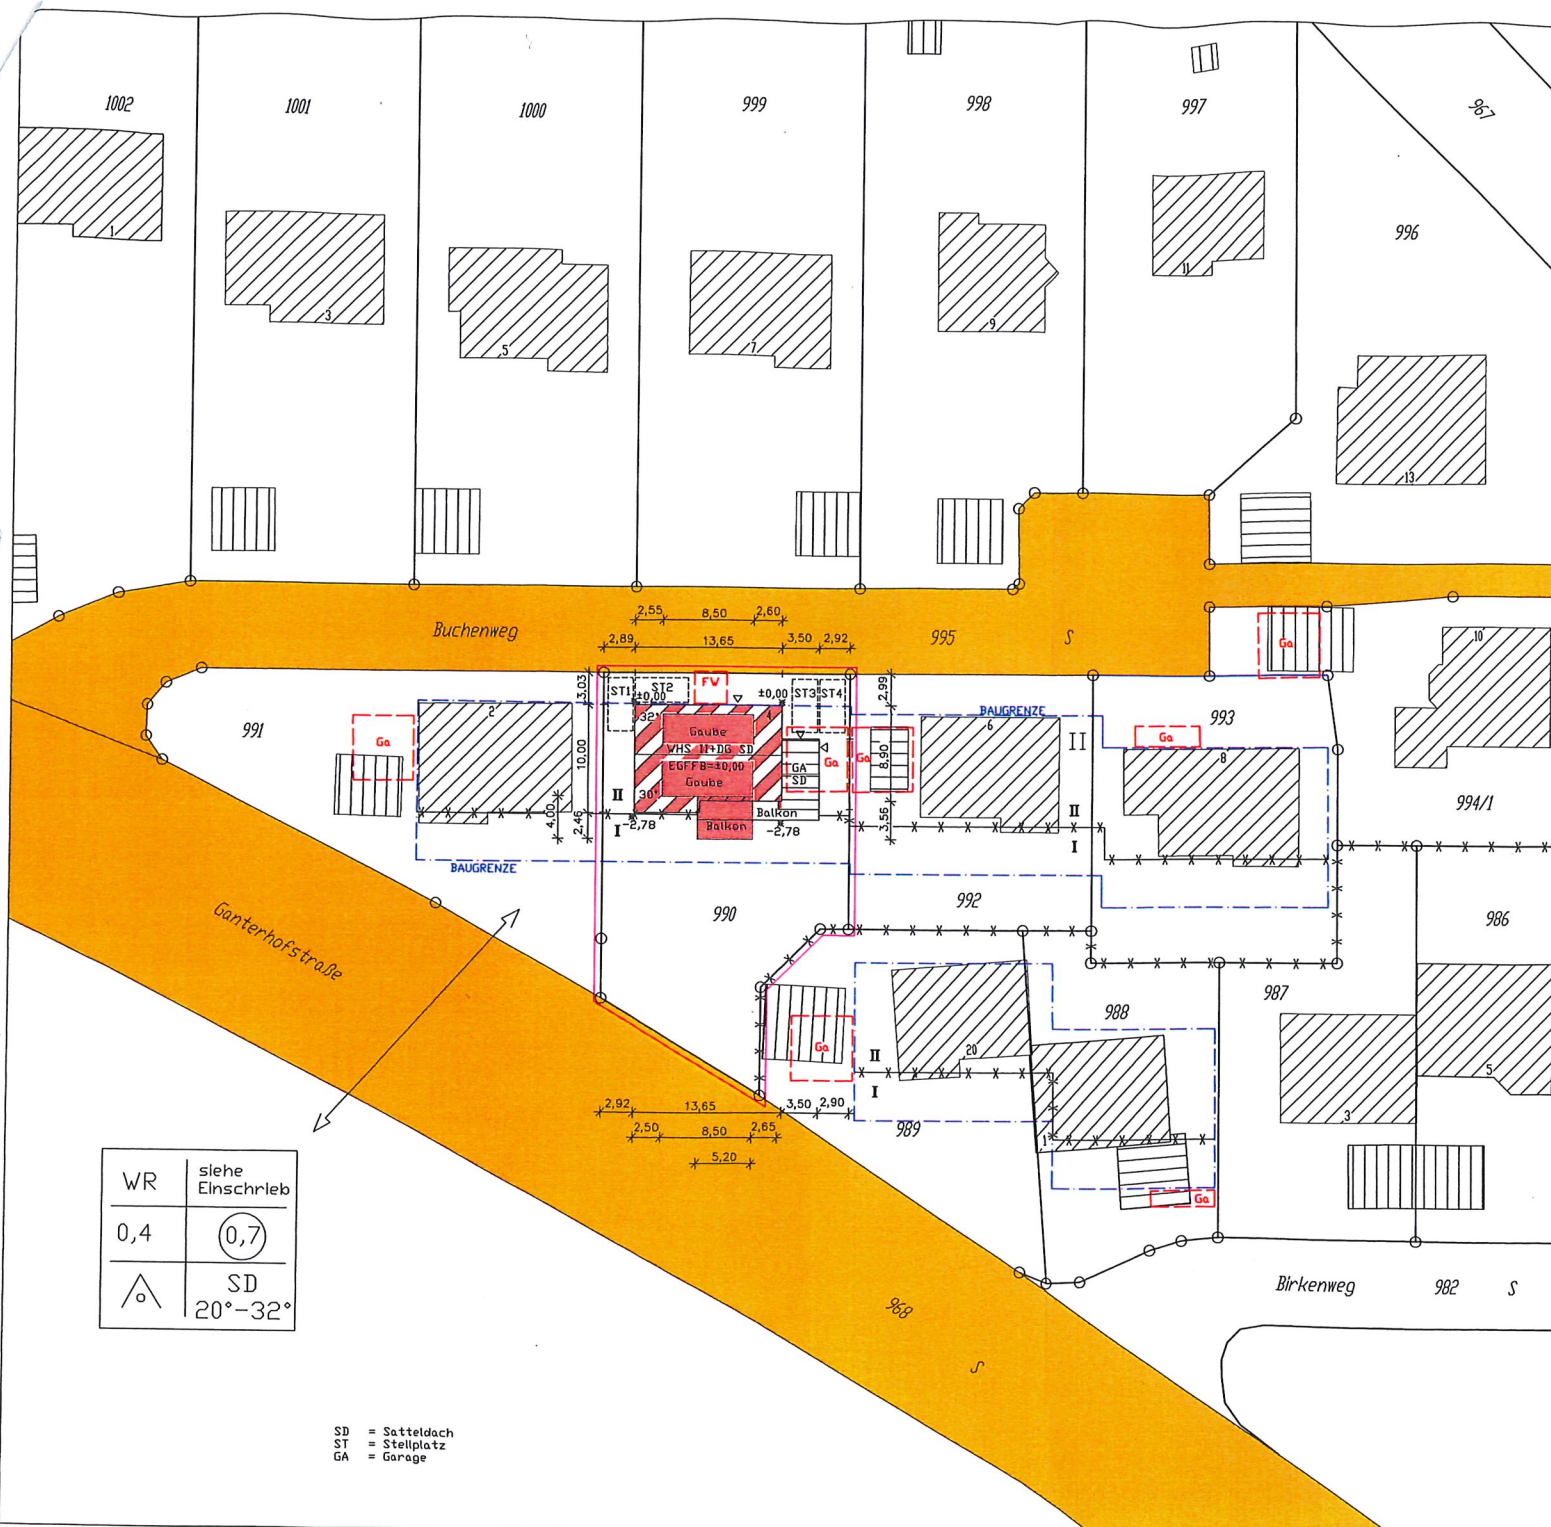 1002
1001
1000
999
998
997
967
996
1
3
5
7
9
11
13
2,55
8,50
2,60
Buchenweg
995
S
2,89
13,65
3,50
2,92
Ga
10
3,03
ST1
ST2
FW
ST3
ST4
2,99
±0,00
±0,00
991
2
32°
4
BAUGRENZE
993
Ga
Gaube
6
II
Ga
WHS II+DG SD
8
10,00
EGFFB=±0,00
GA
Ga
Ga
8,90
SD
Gaube
30°
II
Balkon
II
994/1
4,00
2,46
I
-2,78
Balkon
-2,78
3,56
I
BAUGRENZE
990
992
986
Ganterhofstraße
988
987
Ga
II
20
I
5
2,92
13,65
3,50
2,90
3
2,50
8,50
2,65
989
1
5,20
WR
siehe
Einschrieb
Ga
0,4
0,7
SD
20°-32°
o
Birkenweg
982
S
968
S
SD = Satteldach
ST = Stellplatz
GA = Garage